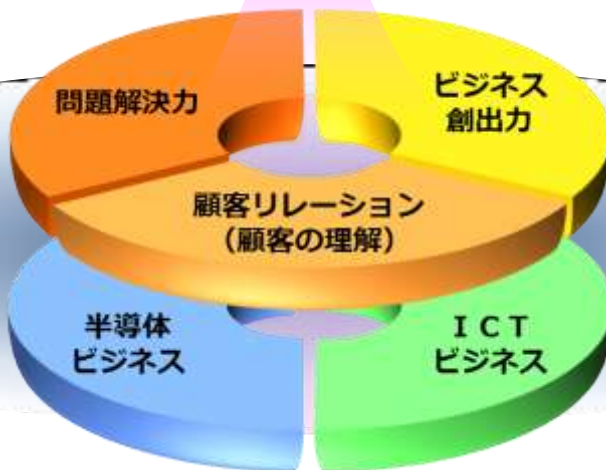 問題解決力
ビジネス
創出力
顧客リレーション
（顧客の理解）
半導体
ビジネス
ＩＣＴ
ビジネス